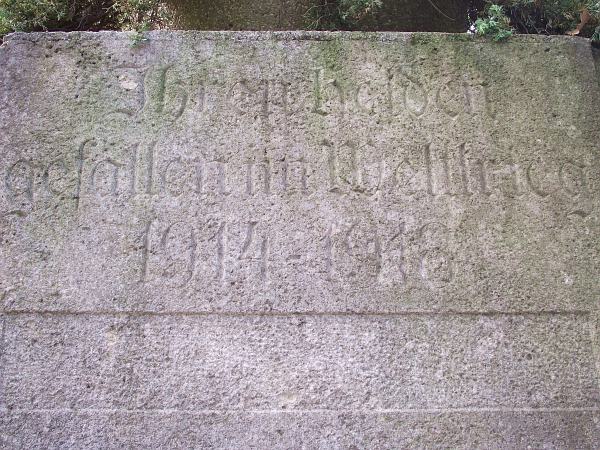 Ihren helden
gefallen im Weltkrieg
1914-1918